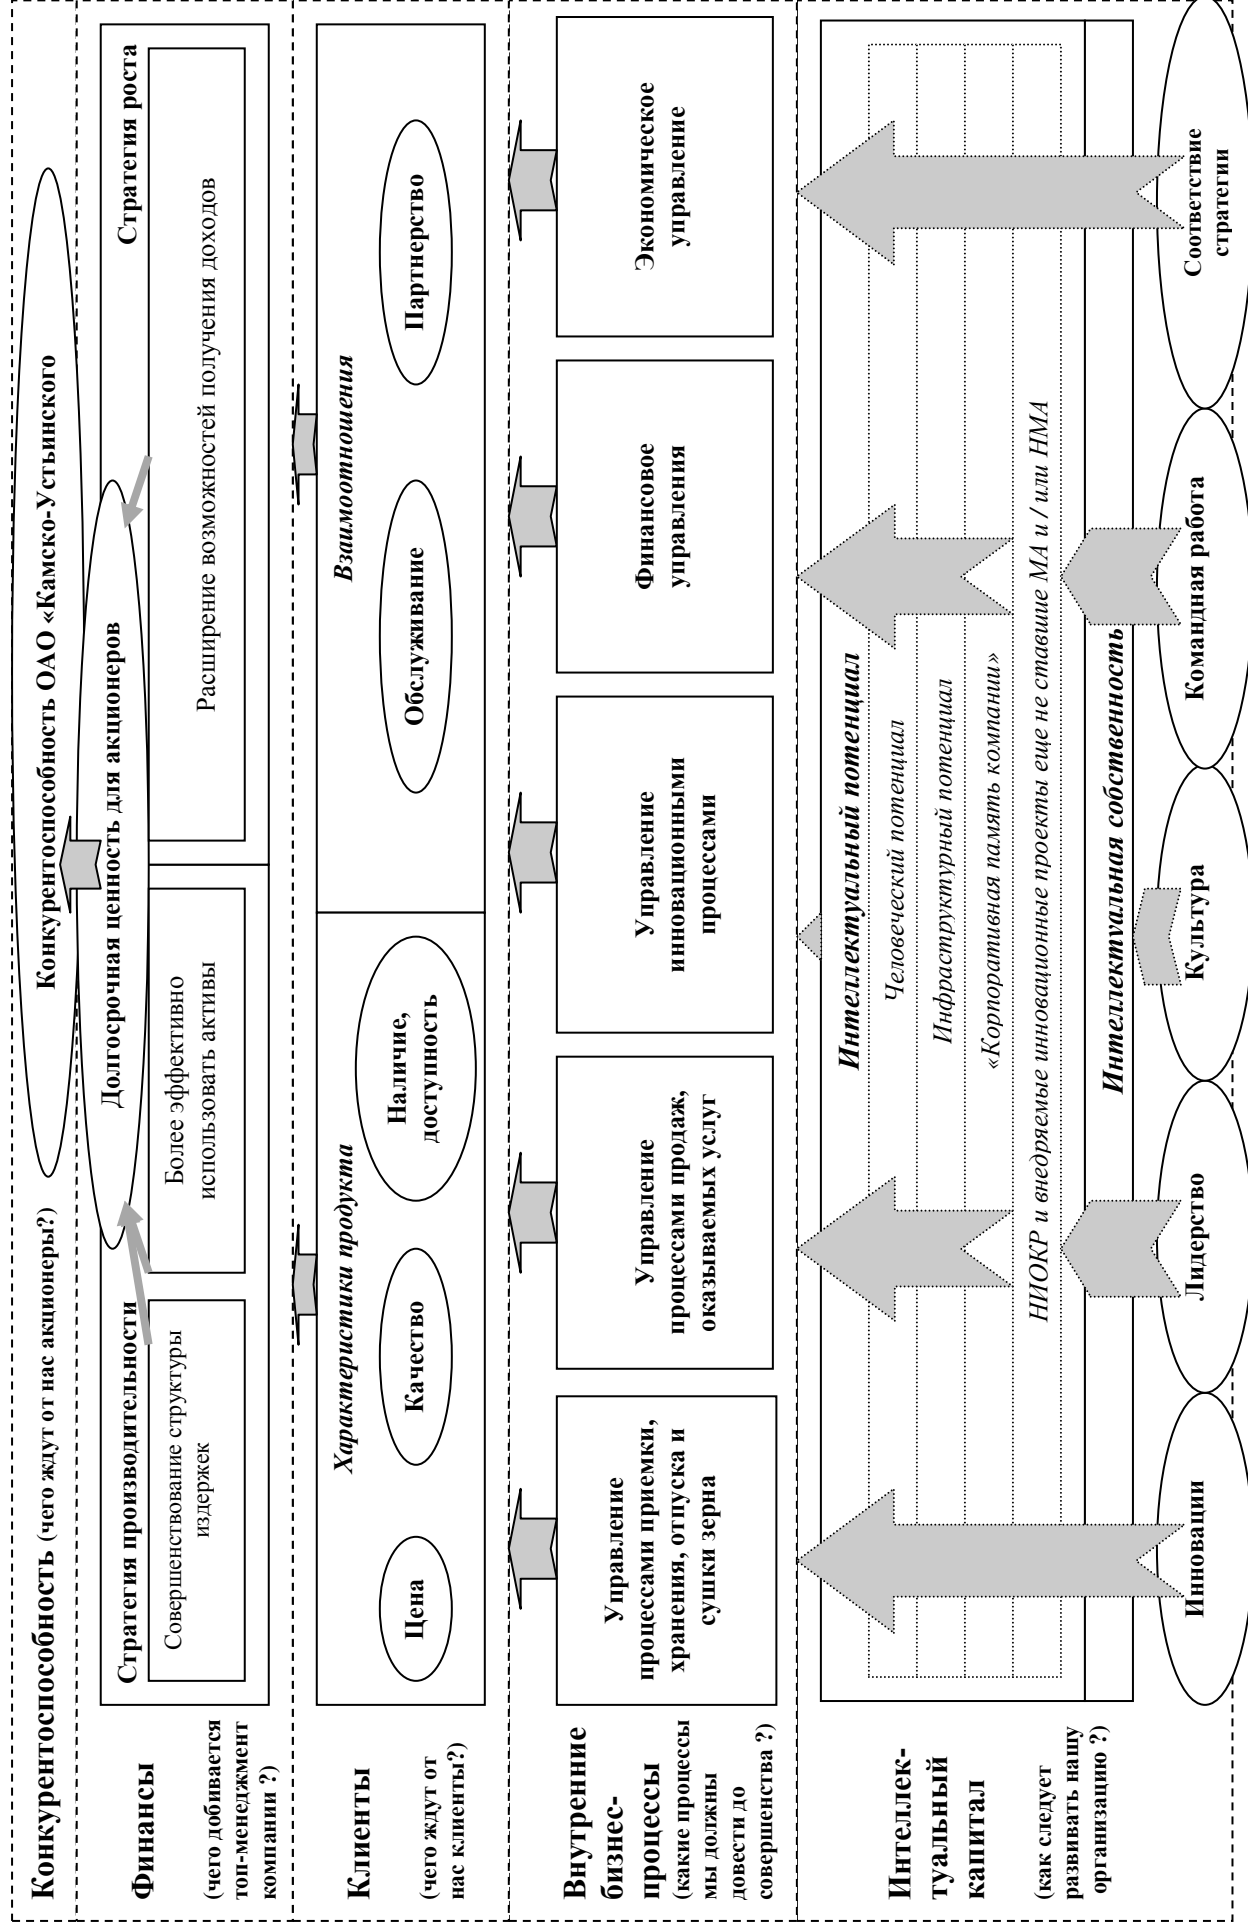 Конкурентоспособность (чего ждут от нас акционеры?)
Конкурентоспособность ОАО «Камско-Устьинского
Финансы
(чего добивается
топ-менеджмент
компании ?)
Долгосрочная ценность для акционеров
Стратегия производительности
Стратегия роста
Совершенствование структуры
издержек
Более эффективно
использовать активы
Расширение возможностей получения доходов
Клиенты
(чего ждут от
нас клиенты?)
Характеристики продукта
Взаимоотношения
Цена
Качество
Наличие,
доступность
Обслуживание
Партнерство
Внутренние
бизнес-
процессы
(какие процессы
мы должны
довести до
совершенства ?)
Управление
процессами приемки,
хранения, отпуска и
сушки зерна
Управление
процессами продаж,
оказываемых услуг
Управление
инновационными
процессами
Финансовое
управления
Экономическое
управление
Интеллек-
туальный
капитал
(как следует
развивать нашу
организацию ?)
Интеллектуальный потенциал
Человеческий потенциал
Инфраструктурный потенциал
«Корпоративная память компании»
НИОКР и внедряемые инновационные проекты еще не ставшие МА и / или НМА
Интеллектуальная собственность
Инновации
Лидерство
Культура
Командная работа
Соответствие
стратегии